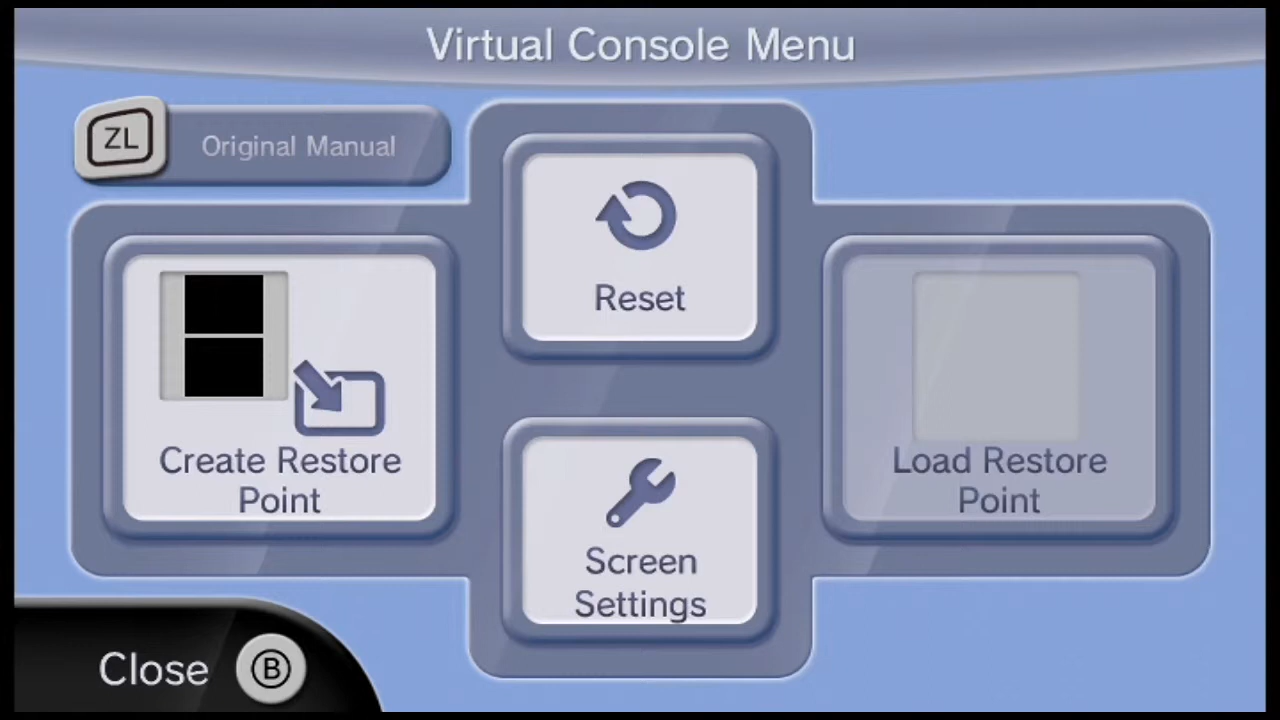 Virtual Console Menu
ZL
Original Manual
Reset
Create Restore
Point
Load Restore
Point
Screen
Settings
Close
B